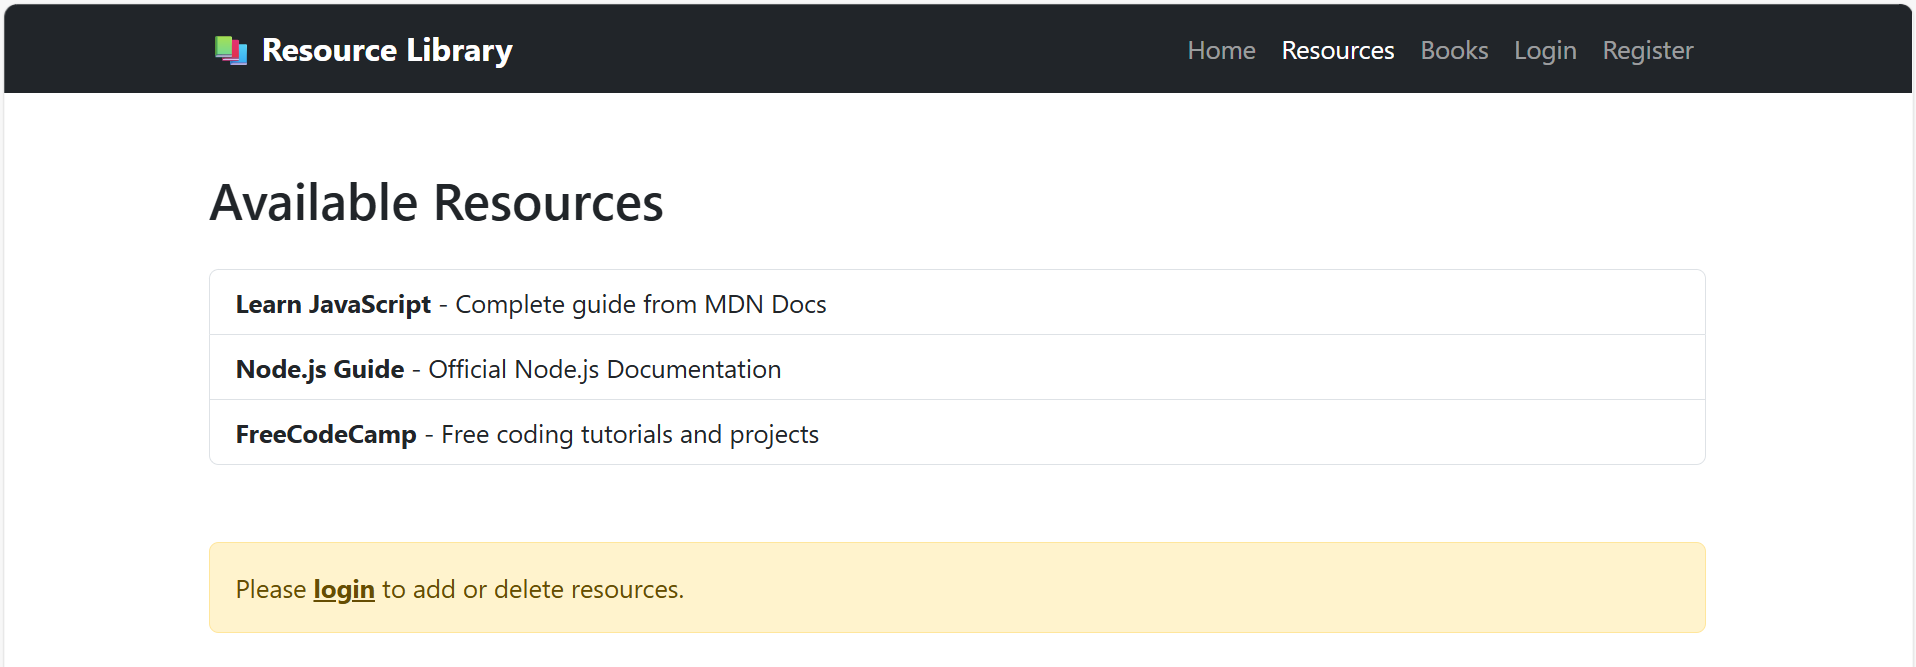 Resource Library
Home Resources Books Login Register
Available Resources
Learn JavaScript - Complete guide from MDN Docs
Node.js Guide - Official Node.js Documentation
FreeCodeCamp - Free coding tutorials and projects
Please login to add or delete resources.